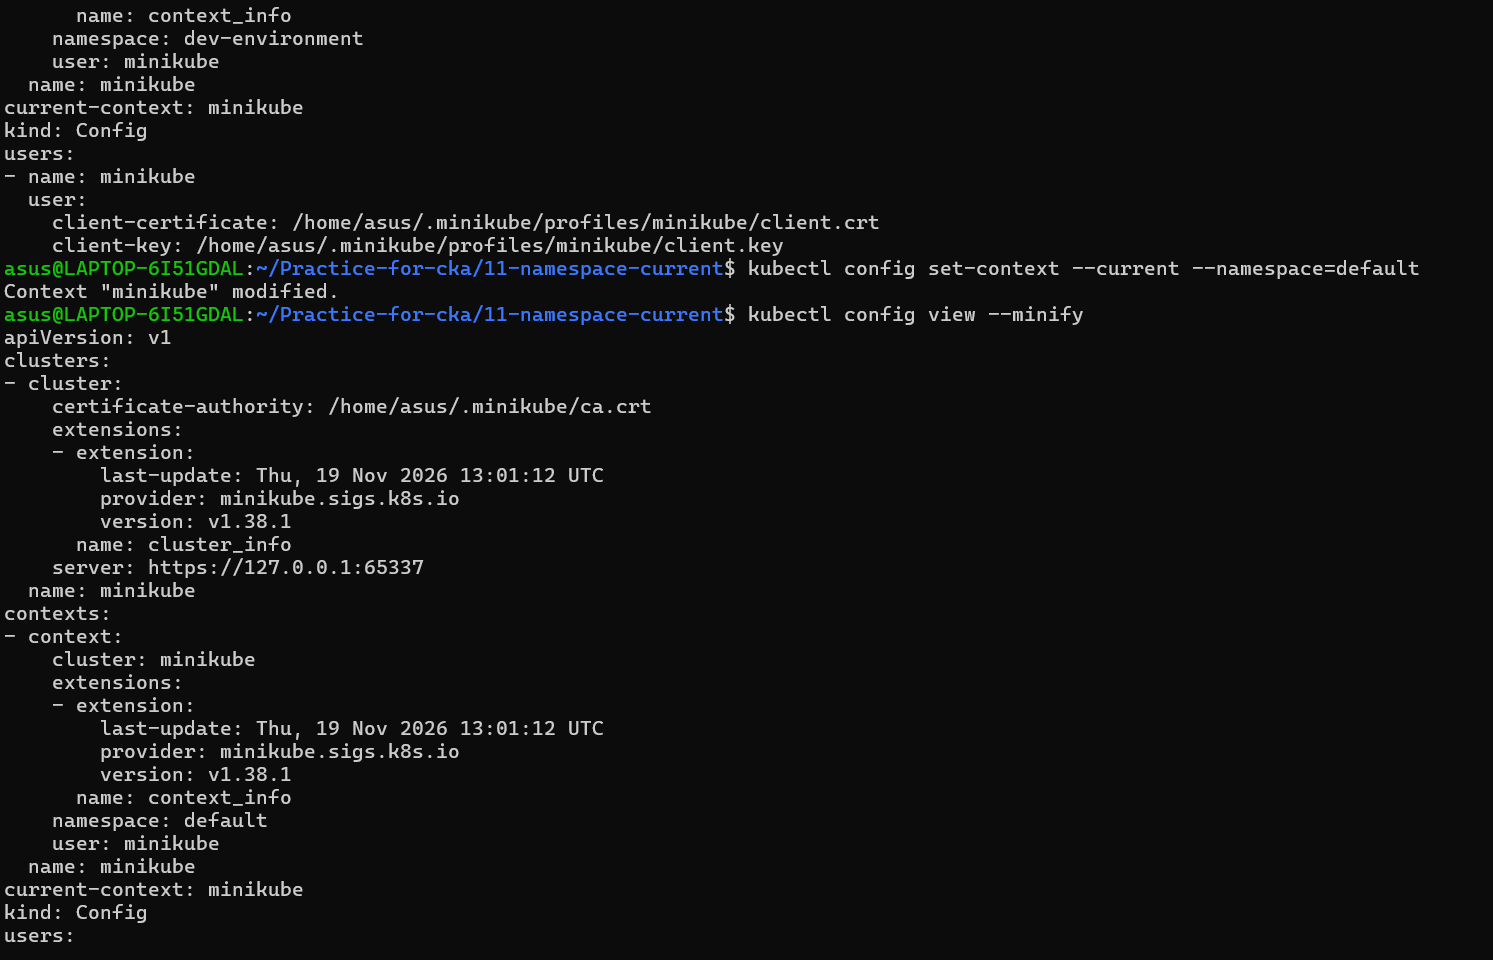 name: context_info
    namespace: dev-environment
    user: minikube
  name: minikube
current-context: minikube
kind: Config
users:
- name: minikube
  user:
    client-certificate: /home/asus/.minikube/profiles/minikube/client.crt
    client-key: /home/asus/.minikube/profiles/minikube/client.key
asus@LAPTOP-6I51GDAL:~/Practice-for-cka/11-namespace-current$ kubectl config set-context --current --namespace=default
Context "minikube" modified.
asus@LAPTOP-6I51GDAL:~/Practice-for-cka/11-namespace-current$ kubectl config view --minify
apiVersion: v1
clusters:
- cluster:
    certificate-authority: /home/asus/.minikube/ca.crt
    extensions:
    - extension:
        last-update: Thu, 19 Nov 2026 13:01:12 UTC
        provider: minikube.sigs.k8s.io
        version: v1.38.1
      name: cluster_info
    server: https://127.0.0.1:65337
  name: minikube
contexts:
- context:
    cluster: minikube
    extensions:
    - extension:
        last-update: Thu, 19 Nov 2026 13:01:12 UTC
        provider: minikube.sigs.k8s.io
        version: v1.38.1
      name: context_info
    namespace: default
    user: minikube
  name: minikube
current-context: minikube
kind: Config
users: